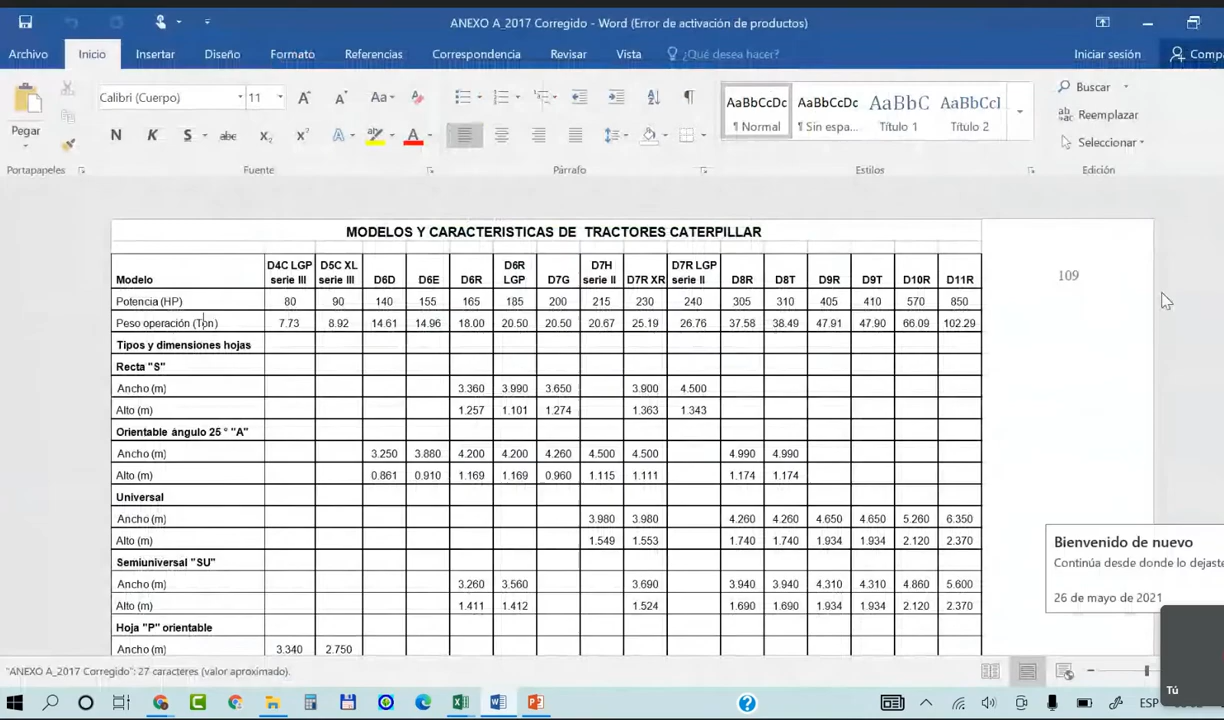 ANEXO A_2017 Corregido - Word (Error de activación de productos)
Archivo Inicio Insertar Diseño Formato Referencias Correspondencia Revisar Vista ¿Qué desea hacer? Iniciar sesión Compa
Pegar
Calibri (Cuerpo) 11 Aa
N K S abc x₂ x² A A
AaBbCcDc AaBbCcDc AaBbC AaBbCcI
¶ Normal ¶ Sin espa... Título 1 Título 2
Buscar
Reemplazar
Seleccionar
Portapapeles Fuente Párrafo Estilos Edición
MODELOS Y CARACTERISTICAS DE TRACTORES CATERPILLAR
Modelo D4C LGP serie III D5C XL serie III D6D D6E D6R D6R LGP D7G D7H serie II D7R XR D7R LGP serie II D8R D8T D9R D9T D10R D11R
Potencia (HP) 80 90 140 155 165 185 200 215 230 240 305 310 405 410 570 850
Peso operación (Ton) 7.73 8.92 14.61 14.96 18.00 20.50 20.50 20.67 25.19 26.76 37.58 38.49 47.91 47.90 66.09 102.29
Tipos y dimensiones hojas
Recta "S"
Ancho (m) 3.360 3.990 3.650 3.900 4.500
Alto (m) 1.257 1.101 1.274 1.363 1.343
Orientable ángulo 25 ° "A"
Ancho (m) 3.250 3.880 4.200 4.200 4.260 4.500 4.500 4.990 4.990
Alto (m) 0.861 0.910 1.169 1.169 0.960 1.115 1.111 1.174 1.174
Universal
Ancho (m) 3.980 3.980 4.260 4.260 4.650 4.650 5.260 6.350
Alto (m) 1.549 1.553 1.740 1.740 1.934 1.934 2.120 2.370
Semiuniversal "SU"
Ancho (m) 3.260 3.560 3.690 3.940 3.940 4.310 4.310 4.860 5.600
Alto (m) 1.411 1.412 1.524 1.690 1.690 1.934 1.934 2.120 2.370
Hoja "P" orientable
Ancho (m) 3.340 2.750
109
Bienvenido de nuevo
Continúa desde donde lo dejaste
26 de mayo de 2021
Tú
"ANEXO A_2017 Corregido": 27 caracteres (valor aproximado).
ESP